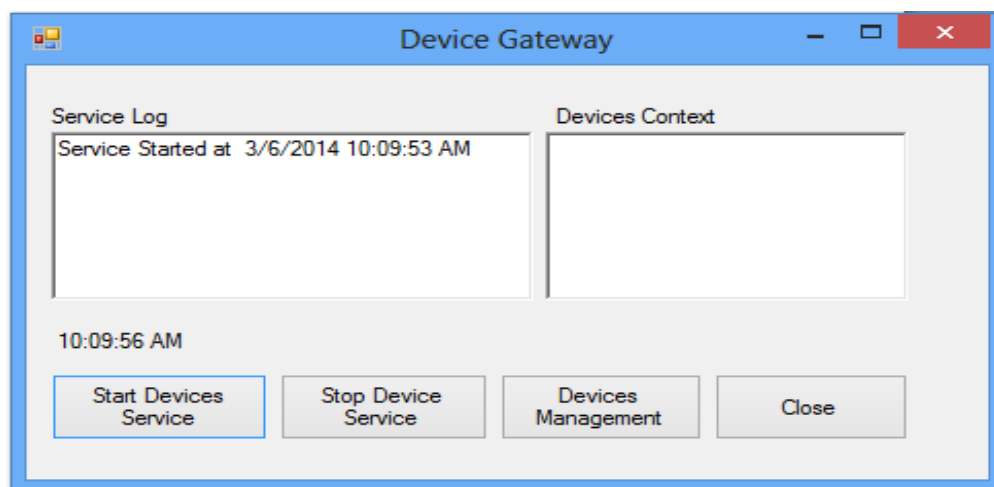 Device Gateway
Service Log
Devices Context
Service Started at  3/6/2014 10:09:53 AM
10:09:56 AM
Start Devices
Service
Stop Device
Service
Devices
Management
Close